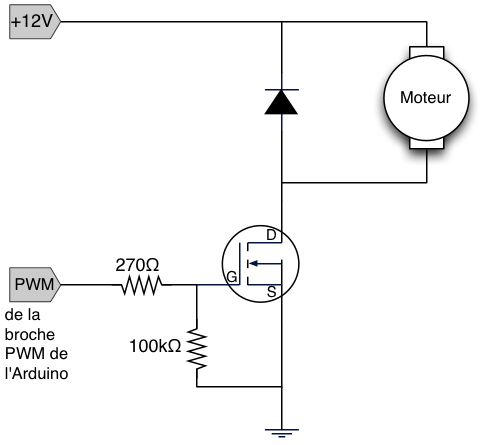 +12V
Moteur
D
270Ω
G
PWM
S
de la
broche
PWM de
l'Arduino
100kΩ